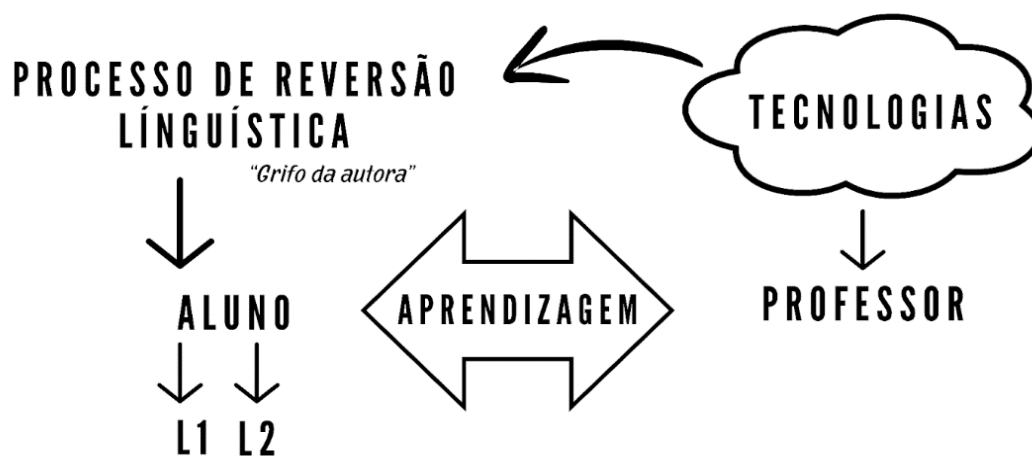 PROCESSO DE REVERSÃO
LÍNGUÍSTICA
“Grifo da autora”
TECNOLOGIAS
ALUNO
APRENDIZAGEM
PROFESSOR
L1 L2